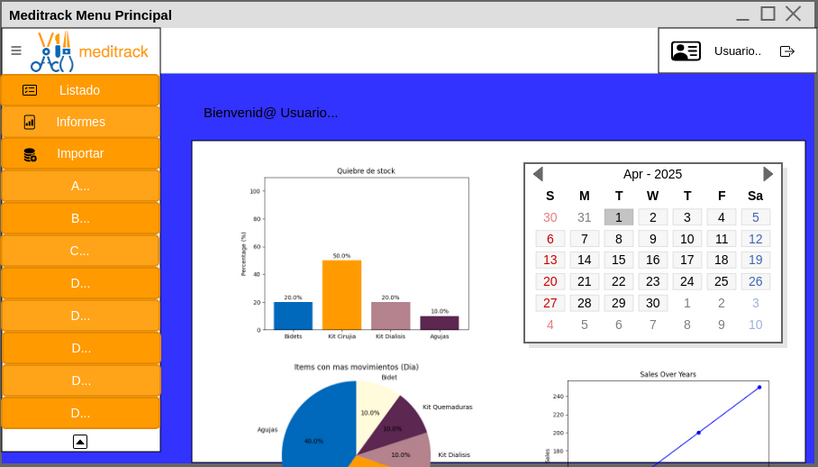 Meditrack Menu Principal
meditrack
Usuario..
Listado
Informes
Importar
A...
B...
C...
D...
D...
D...
D...
D...
Bienvenid@ Usuario...
Quiebre de stock
Percentage (%)
100
80
60
40
20
0
20.0%
50.0%
20.0%
10.0%
Bidets
Kit Cirujia
Kit Dialisis
Agujas
Apr - 2025
S M T W T F Sa
30 31 1 2 3 4 5
6 7 8 9 10 11 12
13 14 15 16 17 18 19
20 21 22 23 24 25 26
27 28 29 30 1 2 3
4 5 6 7 8 9 10
Items con mas movimientos (Dia)
Bidet
Kit Quemaduras
Agujas
Kit Dialisis
10.0%
10.0%
40.0%
10.0%
Sales Over Years
240
220
200
180